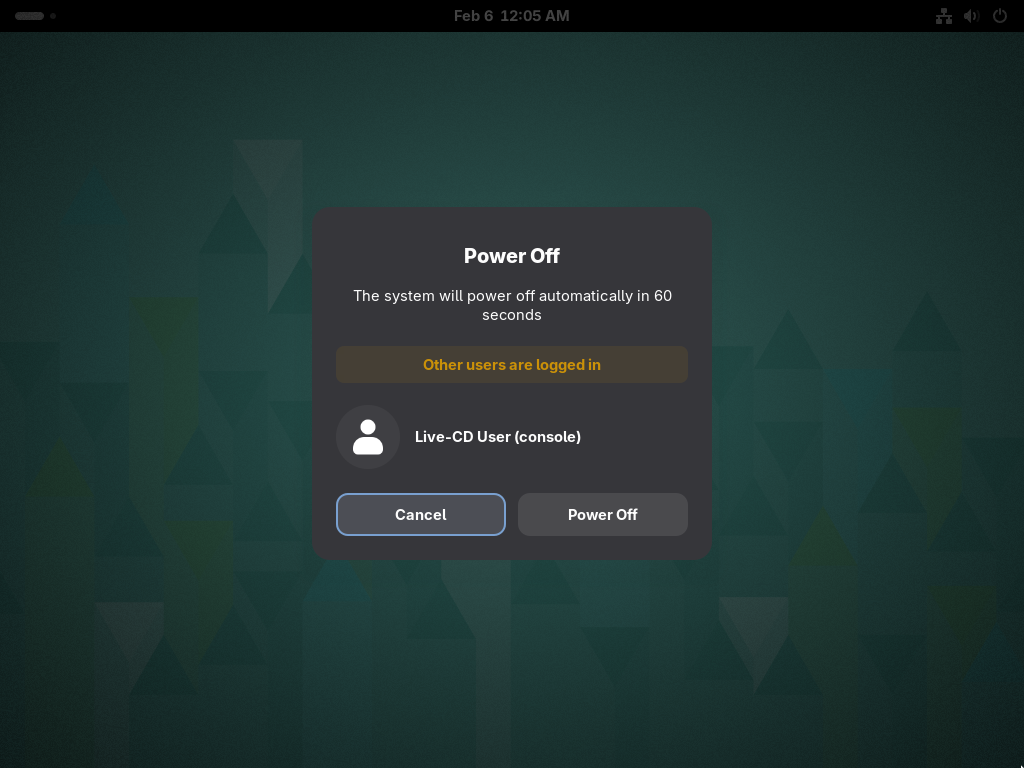 Feb 6 12:05 AM
Power Off
The system will power off automatically in 60
seconds
Other users are logged in
Live-CD User (console)
Cancel
Power Off